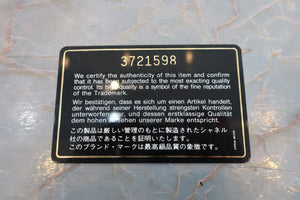 3721598
We certify the authenticity of this item and confirm
that it has been subjected to the most exacting quality
control. Its high quality is a symbol of the fine reputation
of the Trademark.
Wir bestätigen, dass es sich um einen Artikel handelt,
der während seiner Herstellung strengsten Kontrollen
unterworfen war, und dessen erstklassige Qualität
dem hohen Ansehen unserer Marke entspricht.
この製品は厳しい管理のもとに製造されたシャネル
社の商品であることを証明いたします。
このブランド・マークは最高級品質の象徴です。